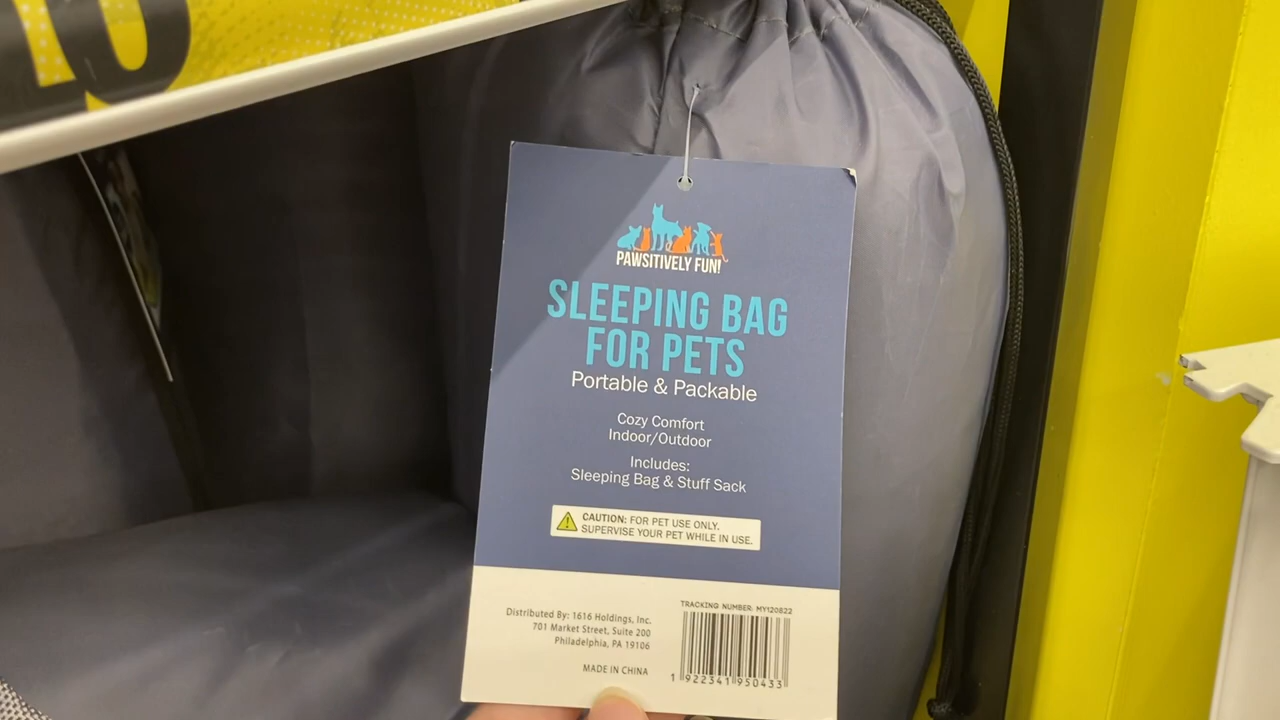 10
PAWSITIVELY FUN!
SLEEPING BAG
FOR PETS
Portable & Packable
Cozy Comfort
Indoor/Outdoor
Includes:
Sleeping Bag & Stuff Sack
CAUTION: FOR PET USE ONLY.
SUPERVISE YOUR PET WHILE IN USE.
Distributed By: 1616 Holdings, Inc.
701 Market Street, Suite 200
Philadelphia, PA 19106
MADE IN CHINA
TRACKING NUMBER: MY120822
1 922341 950433